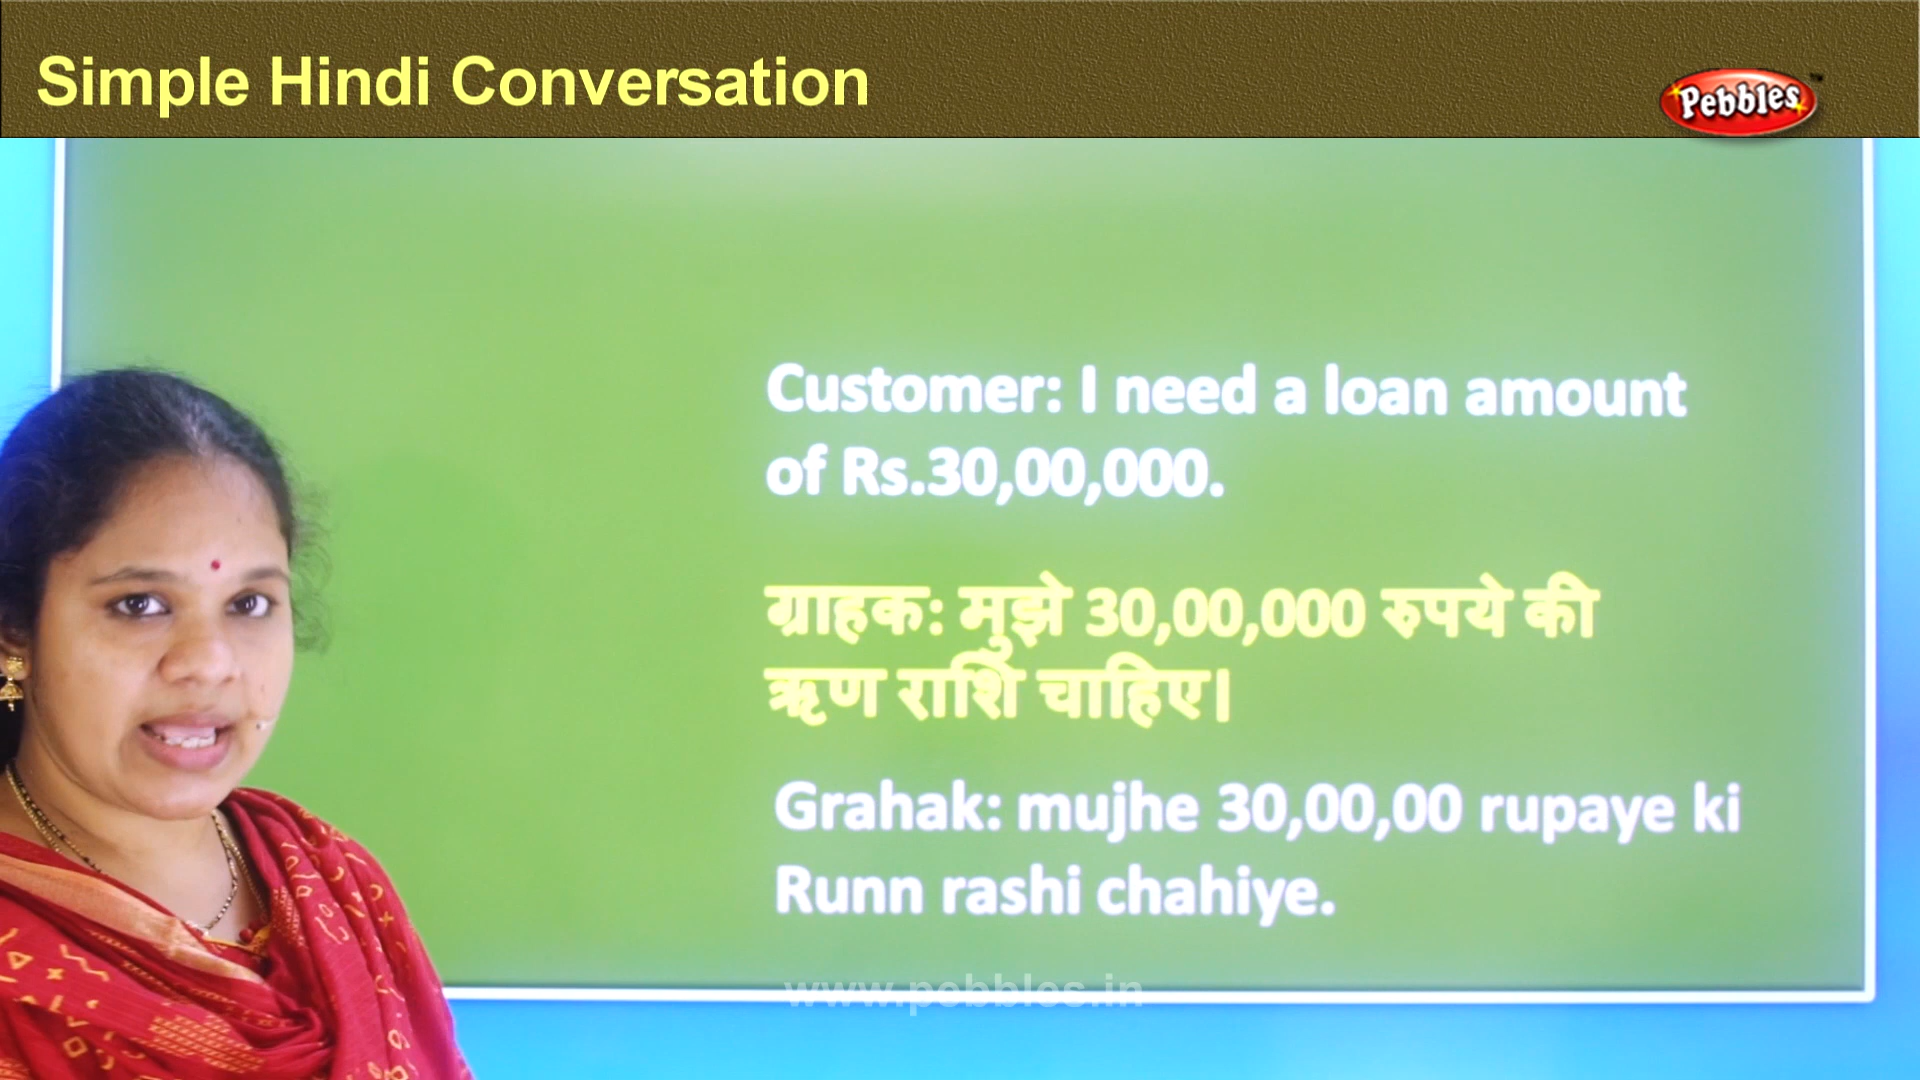 Simple Hindi Conversation
Pebbles
Customer: I need a loan amount
of Rs.30,00,000.
ग्राहक: मुझे 30,00,000 रुपये की
ऋण राशि चाहिए।
Grahak: mujhe 30,00,00 rupaye ki
Runn rashi chahiye.
www.pebbles.in